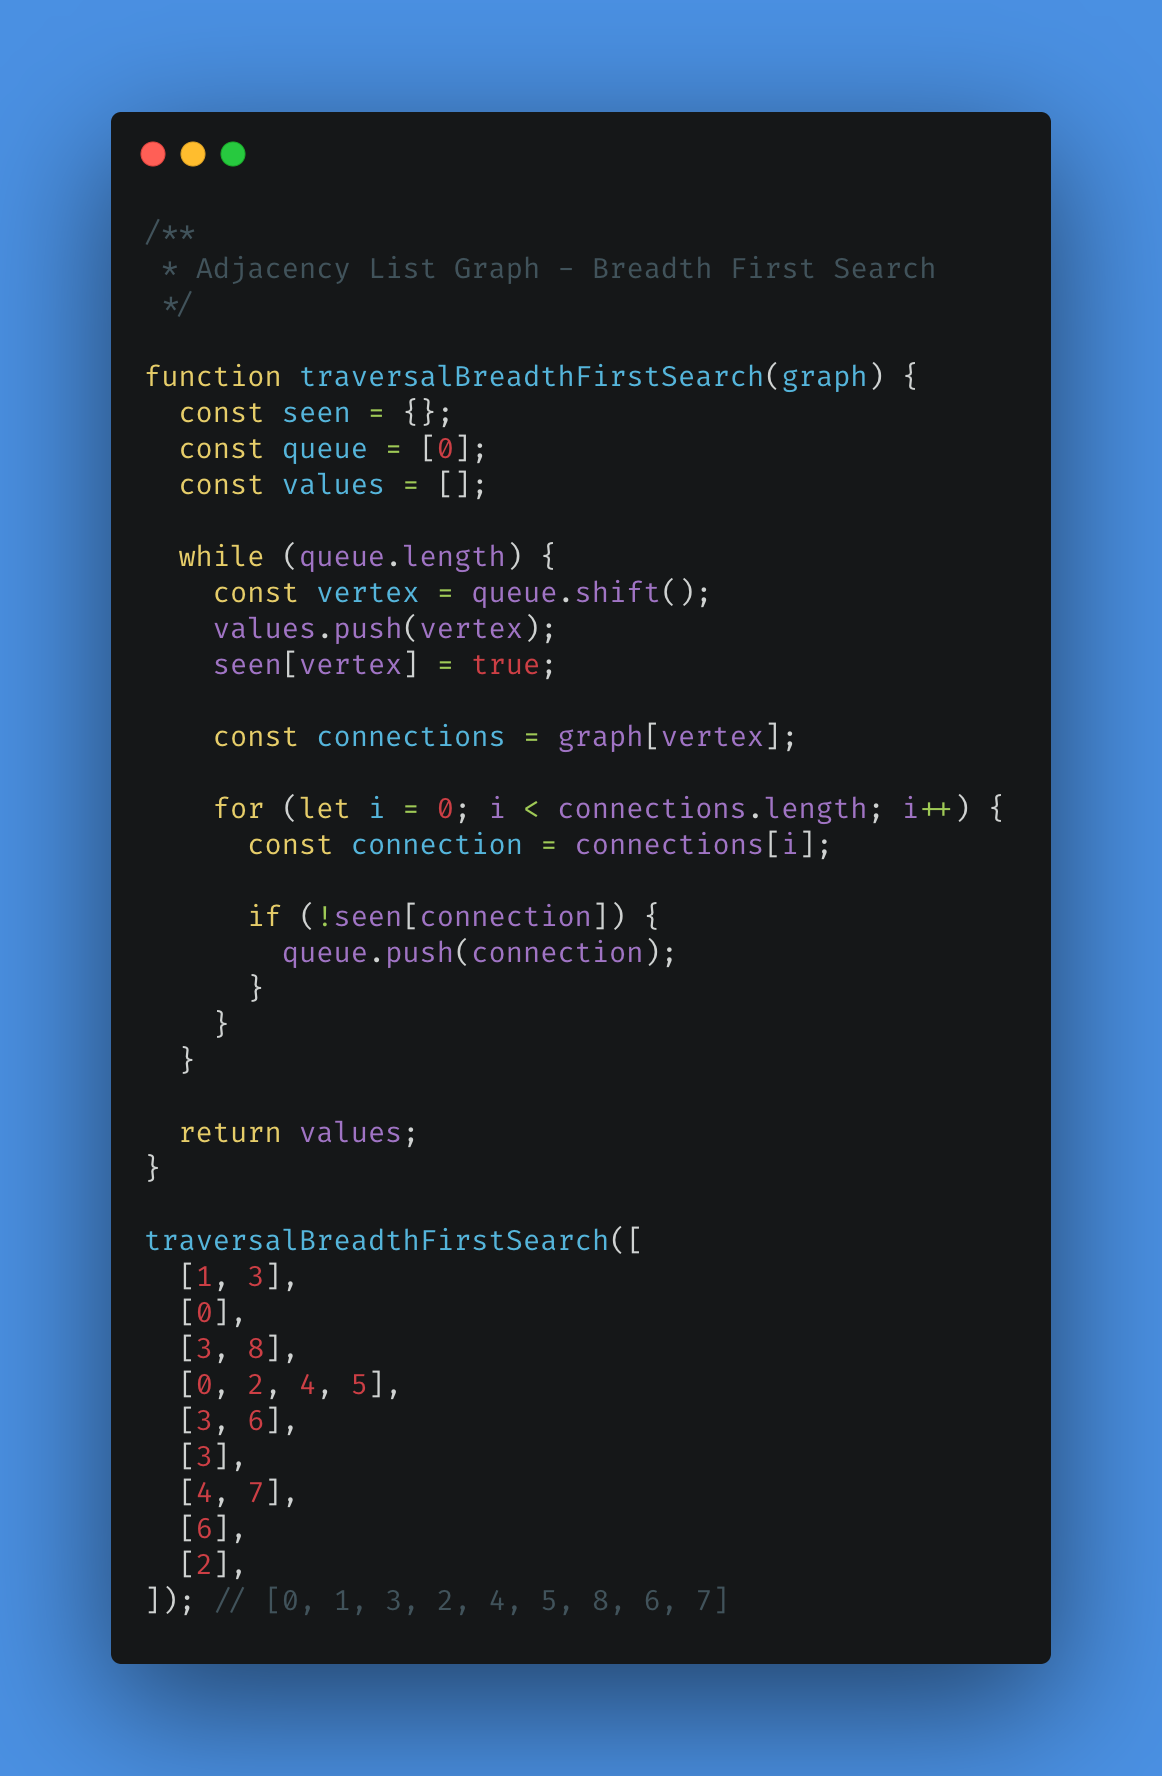 /**
 * Adjacency List Graph - Breadth First Search
 */

function traversalBreadthFirstSearch(graph) {
  const seen = {};
  const queue = [0];
  const values = [];

  while (queue.length) {
    const vertex = queue.shift();
    values.push(vertex);
    seen[vertex] = true;

    const connections = graph[vertex];

    for (let i = 0; i < connections.length; i++) {
      const connection = connections[i];

      if (!seen[connection]) {
        queue.push(connection);
      }
    }
  }

  return values;
}

traversalBreadthFirstSearch([
  [1, 3],
  [0],
  [3, 8],
  [0, 2, 4, 5],
  [3, 6],
  [3],
  [4, 7],
  [6],
  [2],
]); // [0, 1, 3, 2, 4, 5, 8, 6, 7]